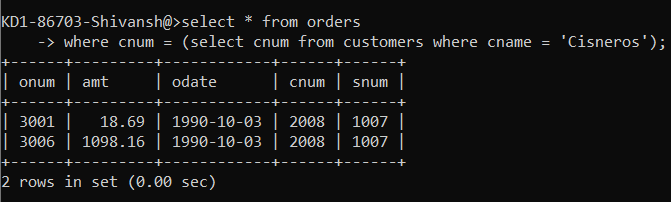 KD1-86703-Shivansh@>select * from orders
    -> where cnum = (select cnum from customers where cname = 'Cisneros');
+------+---------+------------+------+------+
| onum | amt     | odate      | cnum | snum |
+------+---------+------------+------+------+
| 3001 |   18.69 | 1990-10-03 | 2008 | 1007 |
| 3006 | 1098.16 | 1990-10-03 | 2008 | 1007 |
+------+---------+------------+------+------+
2 rows in set (0.00 sec)